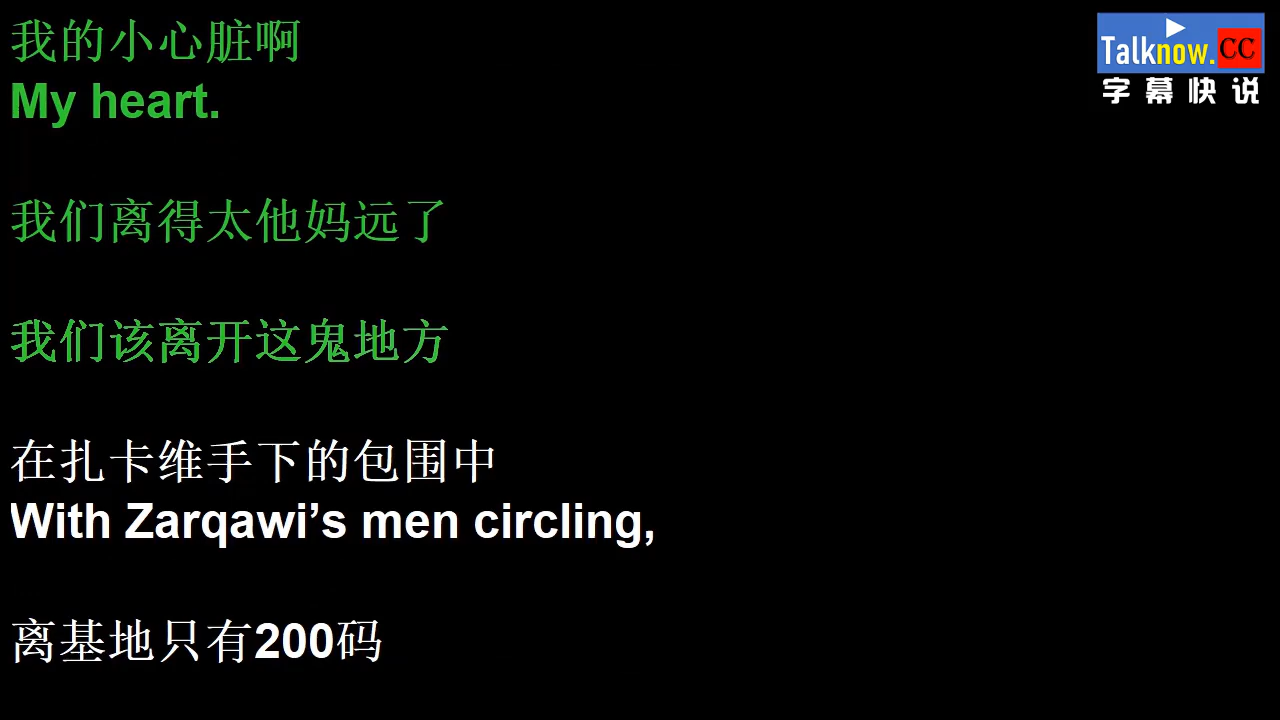 我的小心脏啊
My heart.
我们离得太他妈远了
我们该离开这鬼地方
在扎卡维手下的包围中
With Zarqawi’s men circling,
离基地只有200码
Talknow.CC
字幕快说